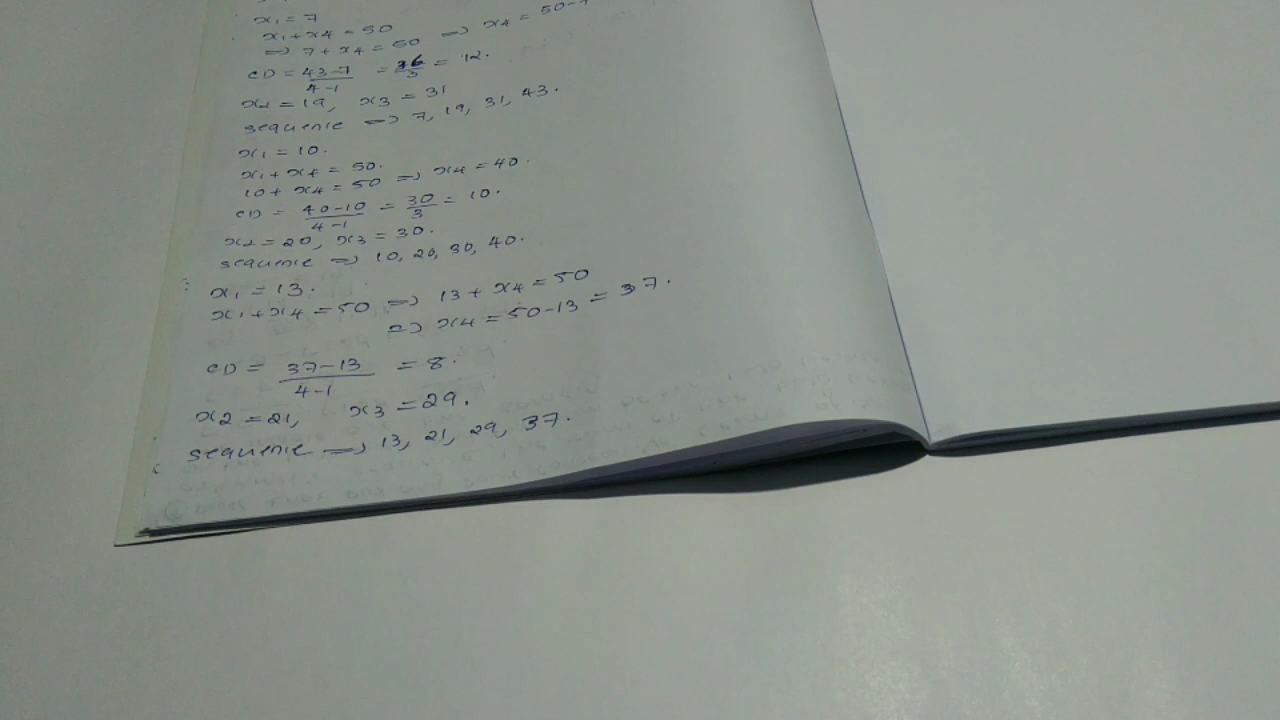 x1 = 7
x1 + x4 = 50
=> 7 + x4 = 50 => x4 = 50-7
CD = 43-7/4-1 = 36/3 = 12.
x2 = 19, x3 = 31
sequence => 7, 19, 31, 43.
x1 = 10.
x1 + x4 = 50.
10 + x4 = 50 => x4 = 40.
CD = 40-10/4-1 = 30/3 = 10.
x2 = 20, x3 = 30.
sequence => 10, 20, 30, 40.
x1 = 13.
x1 + x4 = 50 => 13 + x4 = 50
=> x4 = 50-13 = 37.
CD = 37-13/4-1 = 8.
x2 = 21, x3 = 29.
sequence => 13, 21, 29, 37.